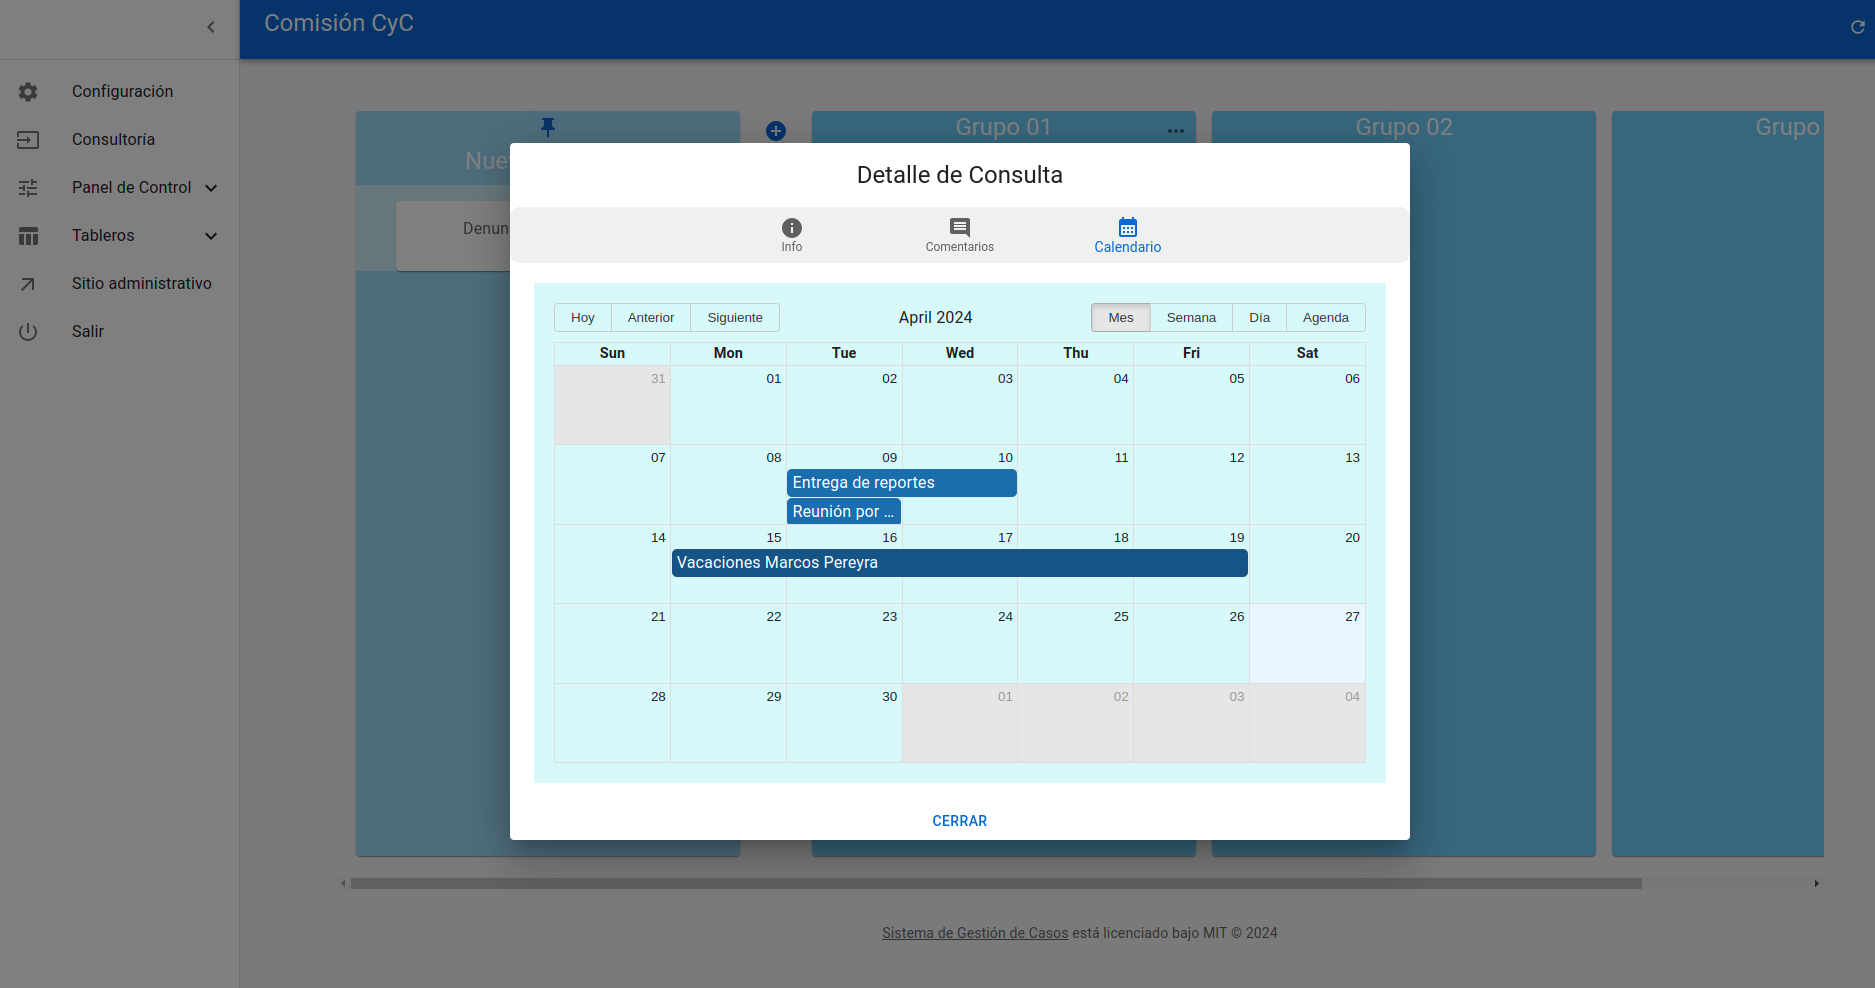 Comisión CyC
Configuración
Consultoría
Panel de Control
Tableros
Sitio administrativo
Salir
Grupo 01
Grupo 02
Grupo
Detalle de Consulta
Info
Comentarios
Calendario
Hoy Anterior Siguiente
April 2024
Mes Semana Día Agenda
Sun Mon Tue Wed Thu Fri Sat
31 01 02 03 04 05 06
07 08 09 10 11 12 13
Entrega de reportes
Reunión por ...
14 15 16 17 18 19 20
Vacaciones Marcos Pereyra
21 22 23 24 25 26 27
28 29 30 01 02 03 04
CERRAR
Sistema de Gestión de Casos está licenciado bajo MIT © 2024